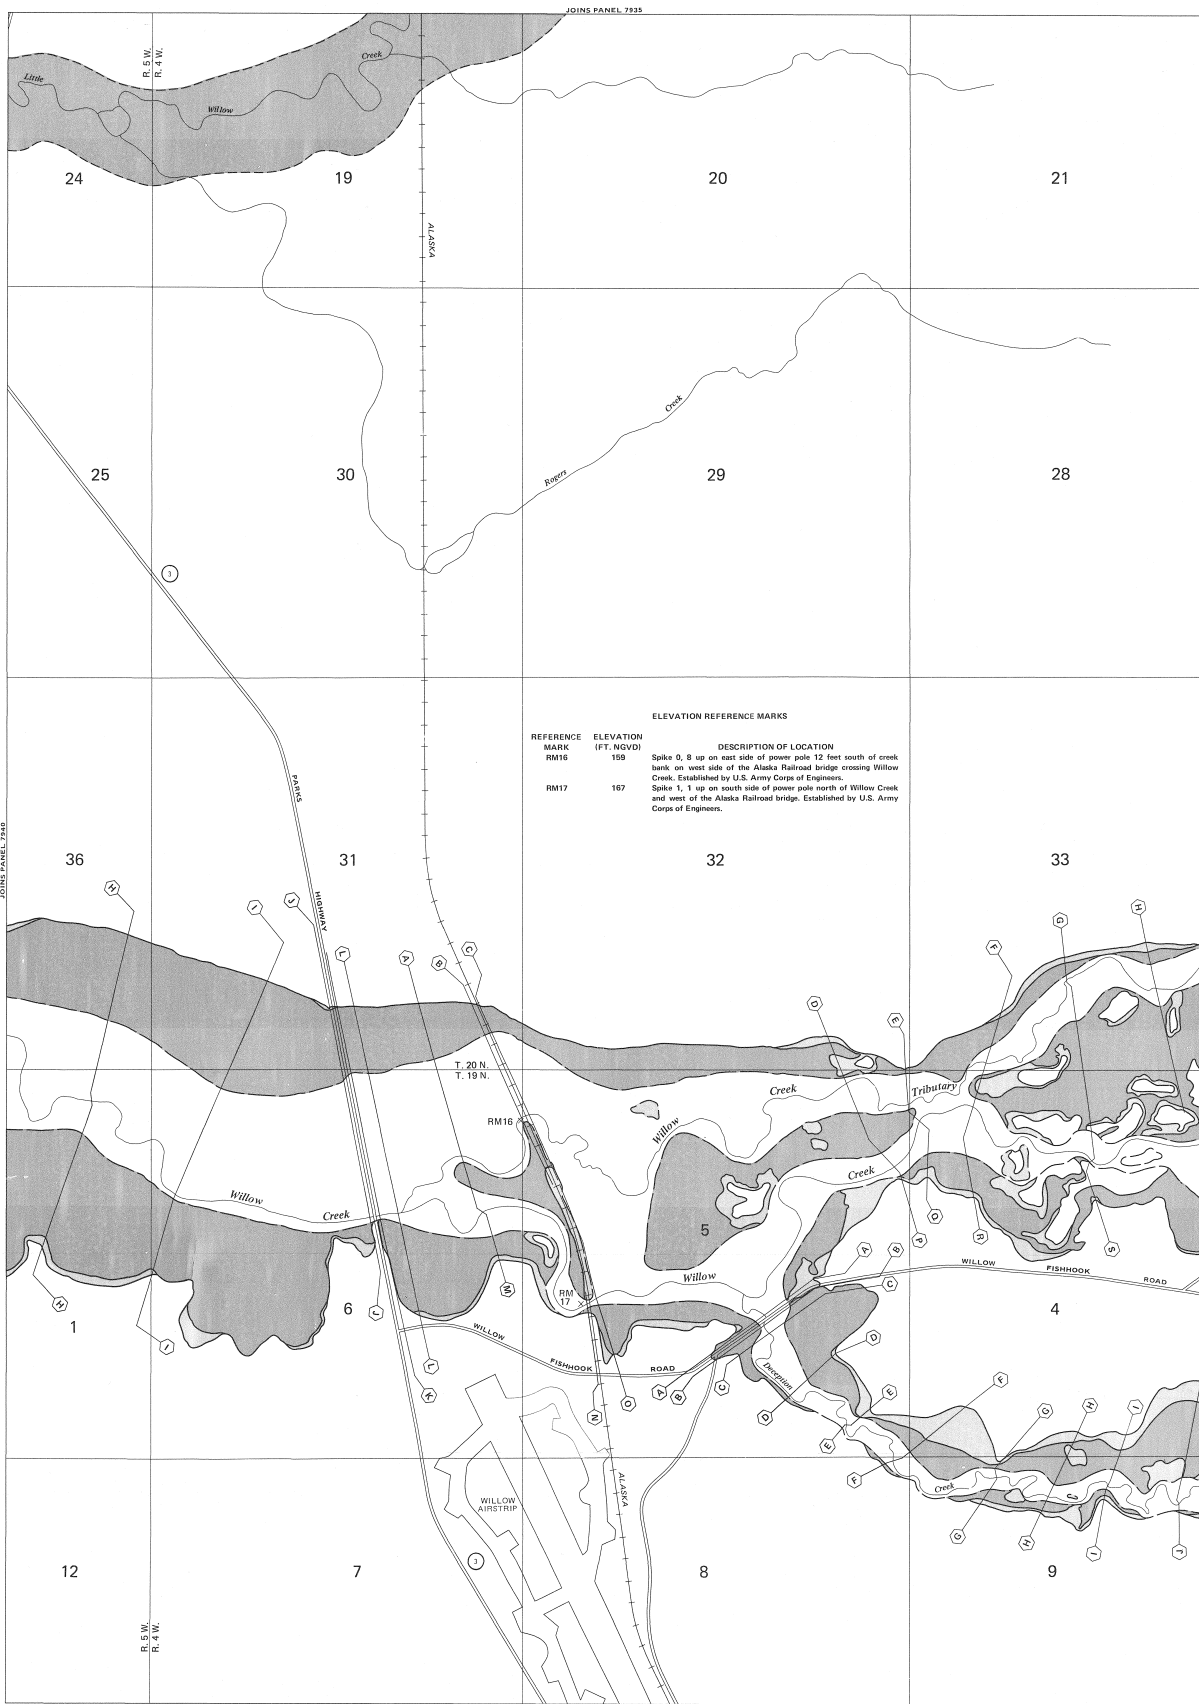 JOINS PANEL 7935
R. 5 W.
R. 4 W.
Little
Willow
Creek
24
19
20
21
ALASKA
Creek
Rogers
25
30
29
28
3
ELEVATION REFERENCE MARKS
REFERENCE MARK ELEVATION (FT. NGVD) DESCRIPTION OF LOCATION
RM16 159 Spike 0, 8 up on east side of power pole 12 feet south of creek
bank on west side of the Alaska Railroad bridge crossing Willow
Creek. Established by U.S. Army Corps of Engineers.
RM17 167 Spike 1, 1 up on south side of power pole north of Willow Creek
and west of the Alaska Railroad bridge. Established by U.S. Army
Corps of Engineers.
PARKS
HIGHWAY
JOINS PANEL 7940
36
31
32
33
H
I
J
L
A
B
C
D
E
F
G
H
T. 20 N.
T. 19 N.
RM16
Willow
Creek
Tributary
Willow
Creek
Creek
5
Q
P
R
S
Willow
A
B
C
WILLOW
FISHHOOK
ROAD
RM
17
H
1
I
6
J
L
K
M
WILLOW
FISHHOOK
ROAD
N
O
A
B
C
Deception
D
D
E
E
F
F
4
G
H
I
Creek
G
H
I
J
WILLOW
AIRSTRIP
ALASKA
3
12
7
8
9
R. 5 W.
R. 4 W.